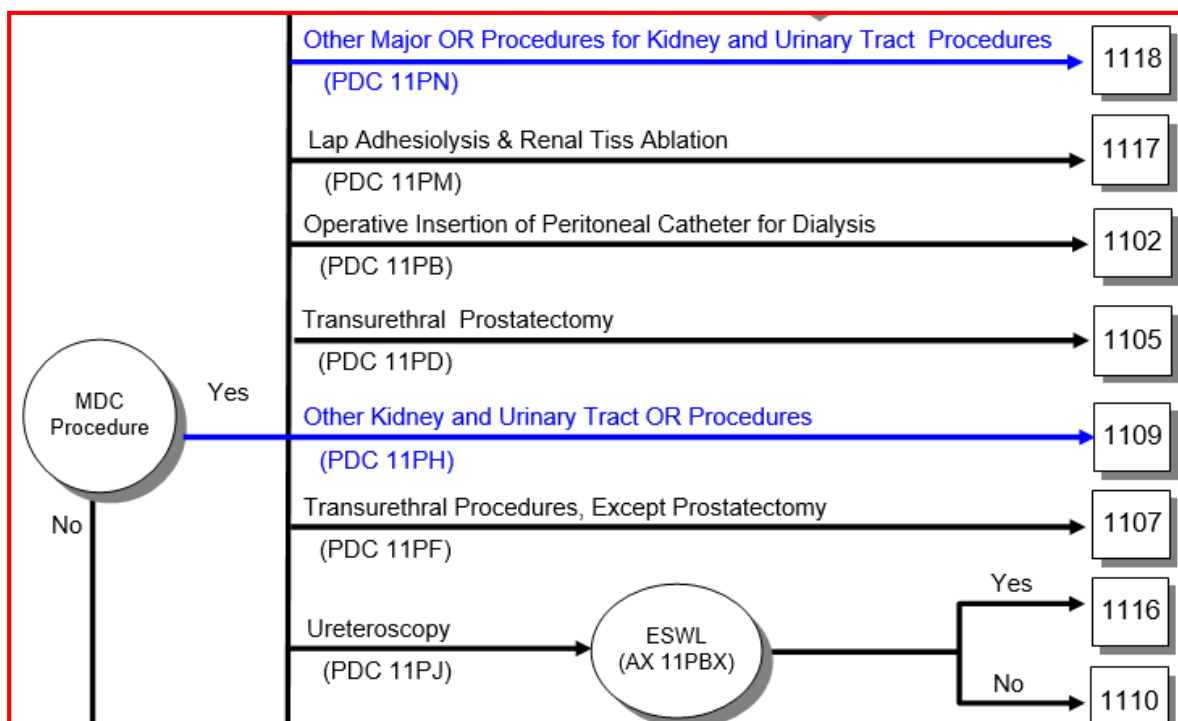 Other Major OR Procedures for Kidney and Urinary Tract Procedures
(PDC 11PN)
1118
Lap Adhesiolysis & Renal Tiss Ablation
(PDC 11PM)
1117
Operative Insertion of Peritoneal Catheter for Dialysis
(PDC 11PB)
1102
Transurethral Prostatectomy
(PDC 11PD)
1105
MDC
Procedure
Yes
No
Other Kidney and Urinary Tract OR Procedures
(PDC 11PH)
1109
Transurethral Procedures, Except Prostatectomy
(PDC 11PF)
1107
Ureteroscopy
(PDC 11PJ)
ESWL
(AX 11PBX)
Yes
1116
No
1110